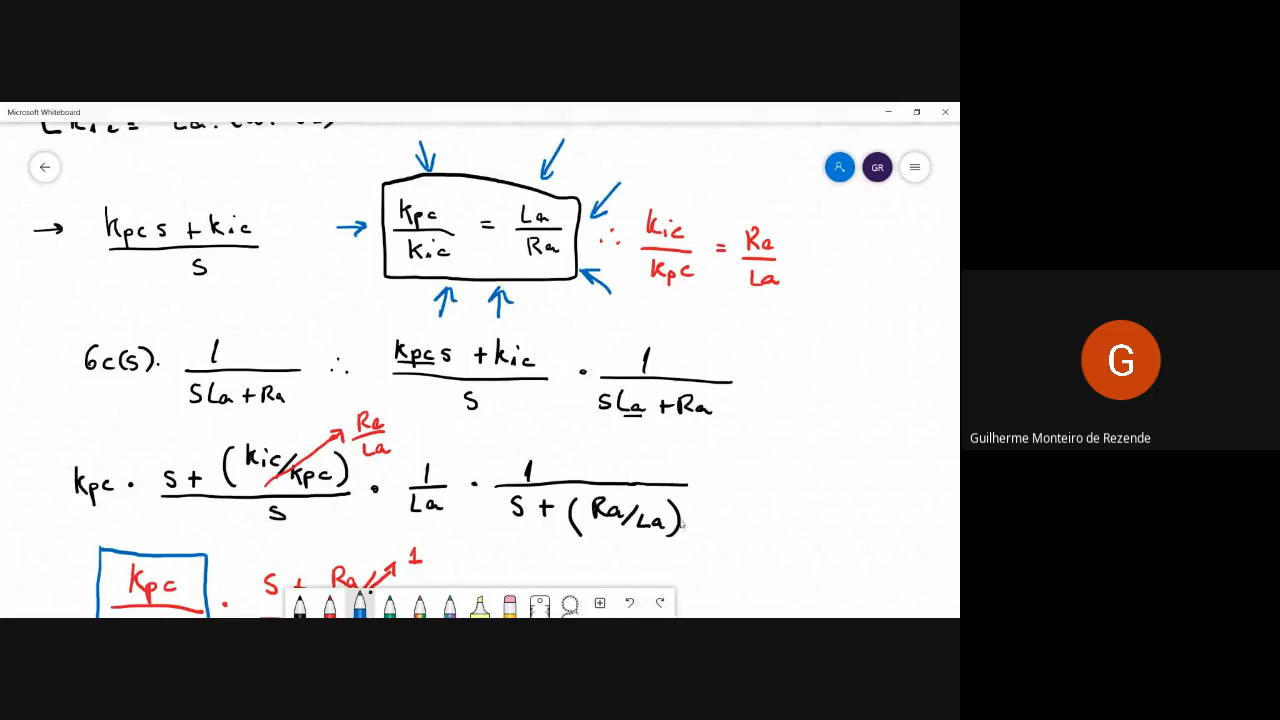 Microsoft Whiteboard
GR
→ kpc s + kic / s → kpc / kic = La / Ra ∴ kic / kpc = Ra / La
Gc(s). 1 / sLa + Ra ∴ kpc s + kic / s . 1 / sLa + Ra
Ra / La
kpc . s + (kic/kpc) / s . 1 / La . 1 / s + (Ra/La)
kpc . s + Ra / 1
G
Guilherme Monteiro de Rezende